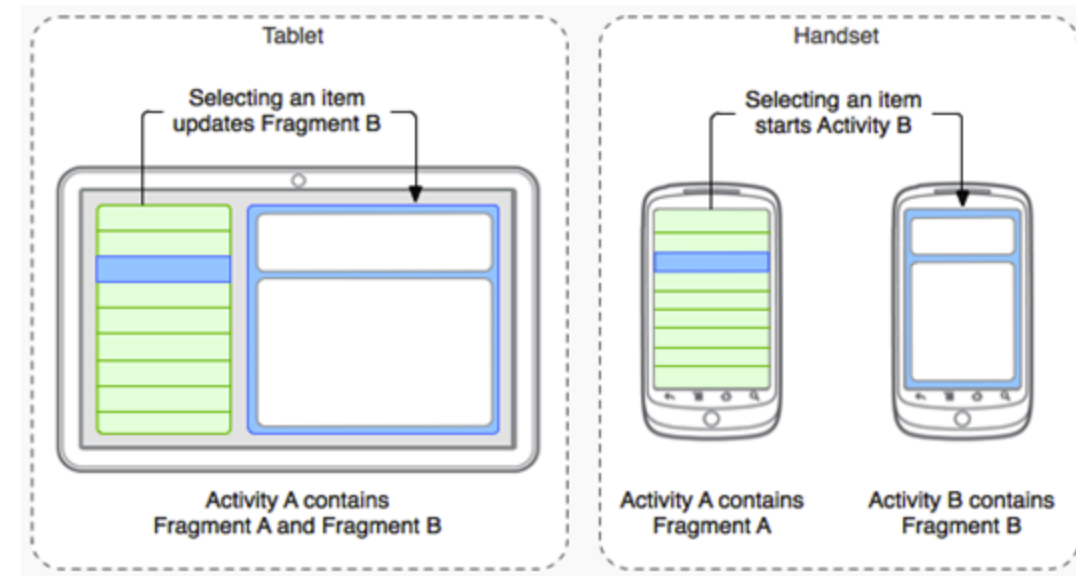 Tablet
Selecting an item
updates Fragment B
Activity A contains
Fragment A and Fragment B
Handset
Selecting an item
starts Activity B
Activity A contains
Fragment A
Activity B contains
Fragment B